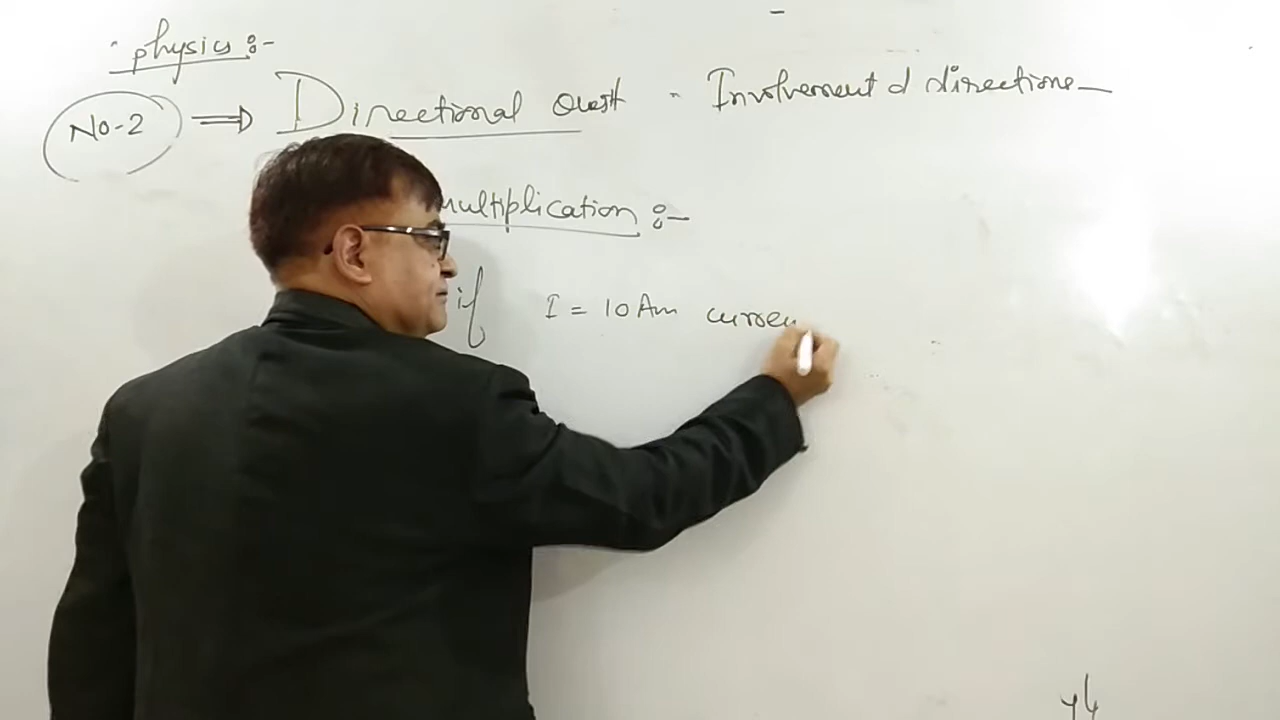 physics :-
No-2 ⇒ Directional Quest - Involvement of directions
multiplication :-
if I = 10 Am curren